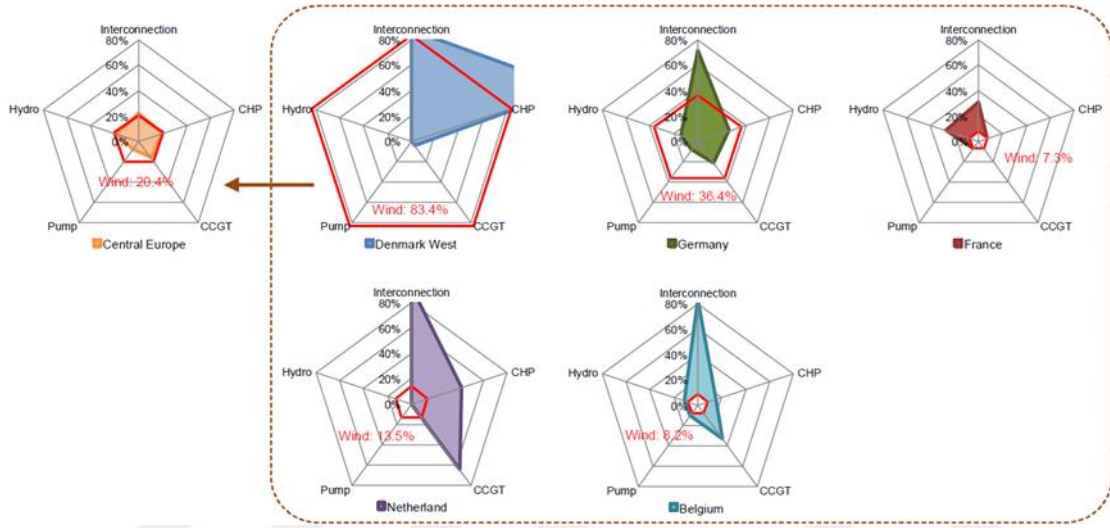 Interconnection
80%
60%
40%
20%
0%
Hydro
CHP
Pump
CCGT
Wind: 20.4%
Central Europe
Interconnection
80%
60%
40%
20%
0%
Hydro
CHP
Pump
CCGT
Wind: 83.4%
Denmark West
Interconnection
80%
60%
40%
20%
0%
Hydro
CHP
Pump
CCGT
Wind: 36.4%
Germany
Interconnection
80%
60%
40%
20%
0%
Hydro
CHP
Pump
CCGT
Wind: 7.3%
France
Interconnection
80%
60%
40%
20%
0%
Hydro
CHP
Pump
CCGT
Wind: 13.5%
Netherland
Interconnection
80%
60%
40%
20%
0%
Hydro
CHP
Pump
CCGT
Wind: 8.2%
Belgium